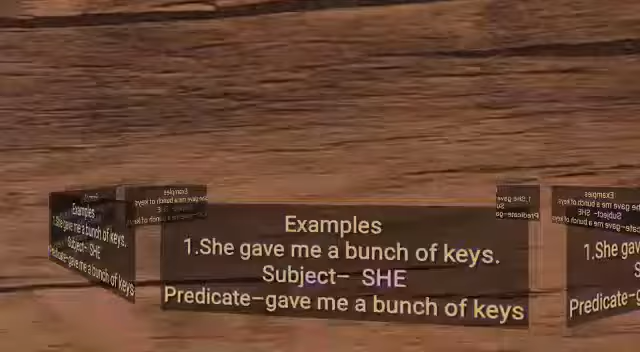 Examples
1.She gave me a bunch of keys.
Subject– SHE
Predicate–gave me a bunch of keys